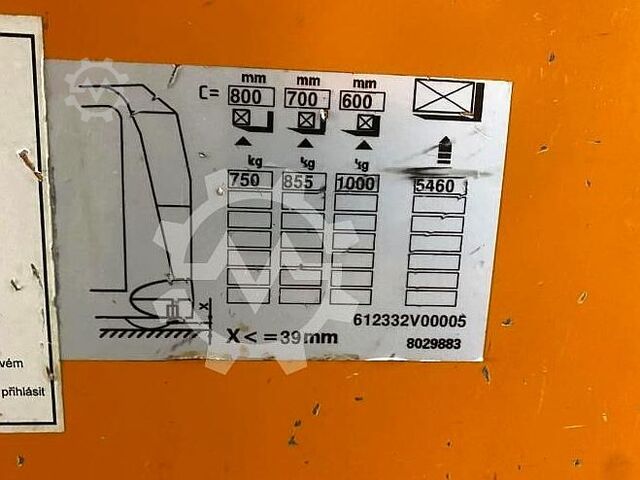 mm mm mm
C= 800 700 600
kg kg kg
750 855 1000 5460
X
612332V00005
X <= 39mm
8029883
vém
přihlásit